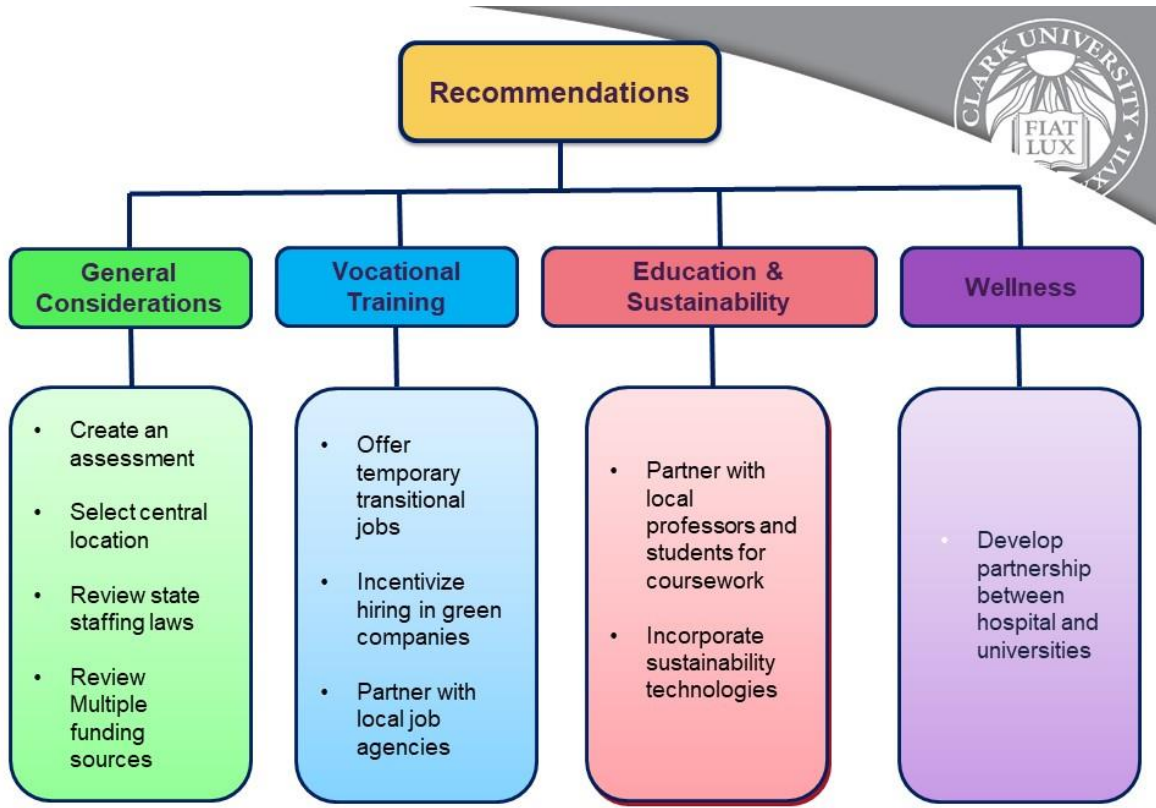 Recommendations
CLARK UNIVERSITY
FIAT
LUX
General
Considerations
Vocational
Training
Education &
Sustainability
Wellness
• Create an
assessment
• Select central
location
• Review state
staffing laws
• Review
Multiple
funding
sources
• Offer
temporary
transitional
jobs
• Incentivize
hiring in green
companies
• Partner with
local job
agencies
• Partner with
local
professors and
students for
coursework
• Incorporate
sustainability
technologies
• Develop
partnership
between
hospital and
universities